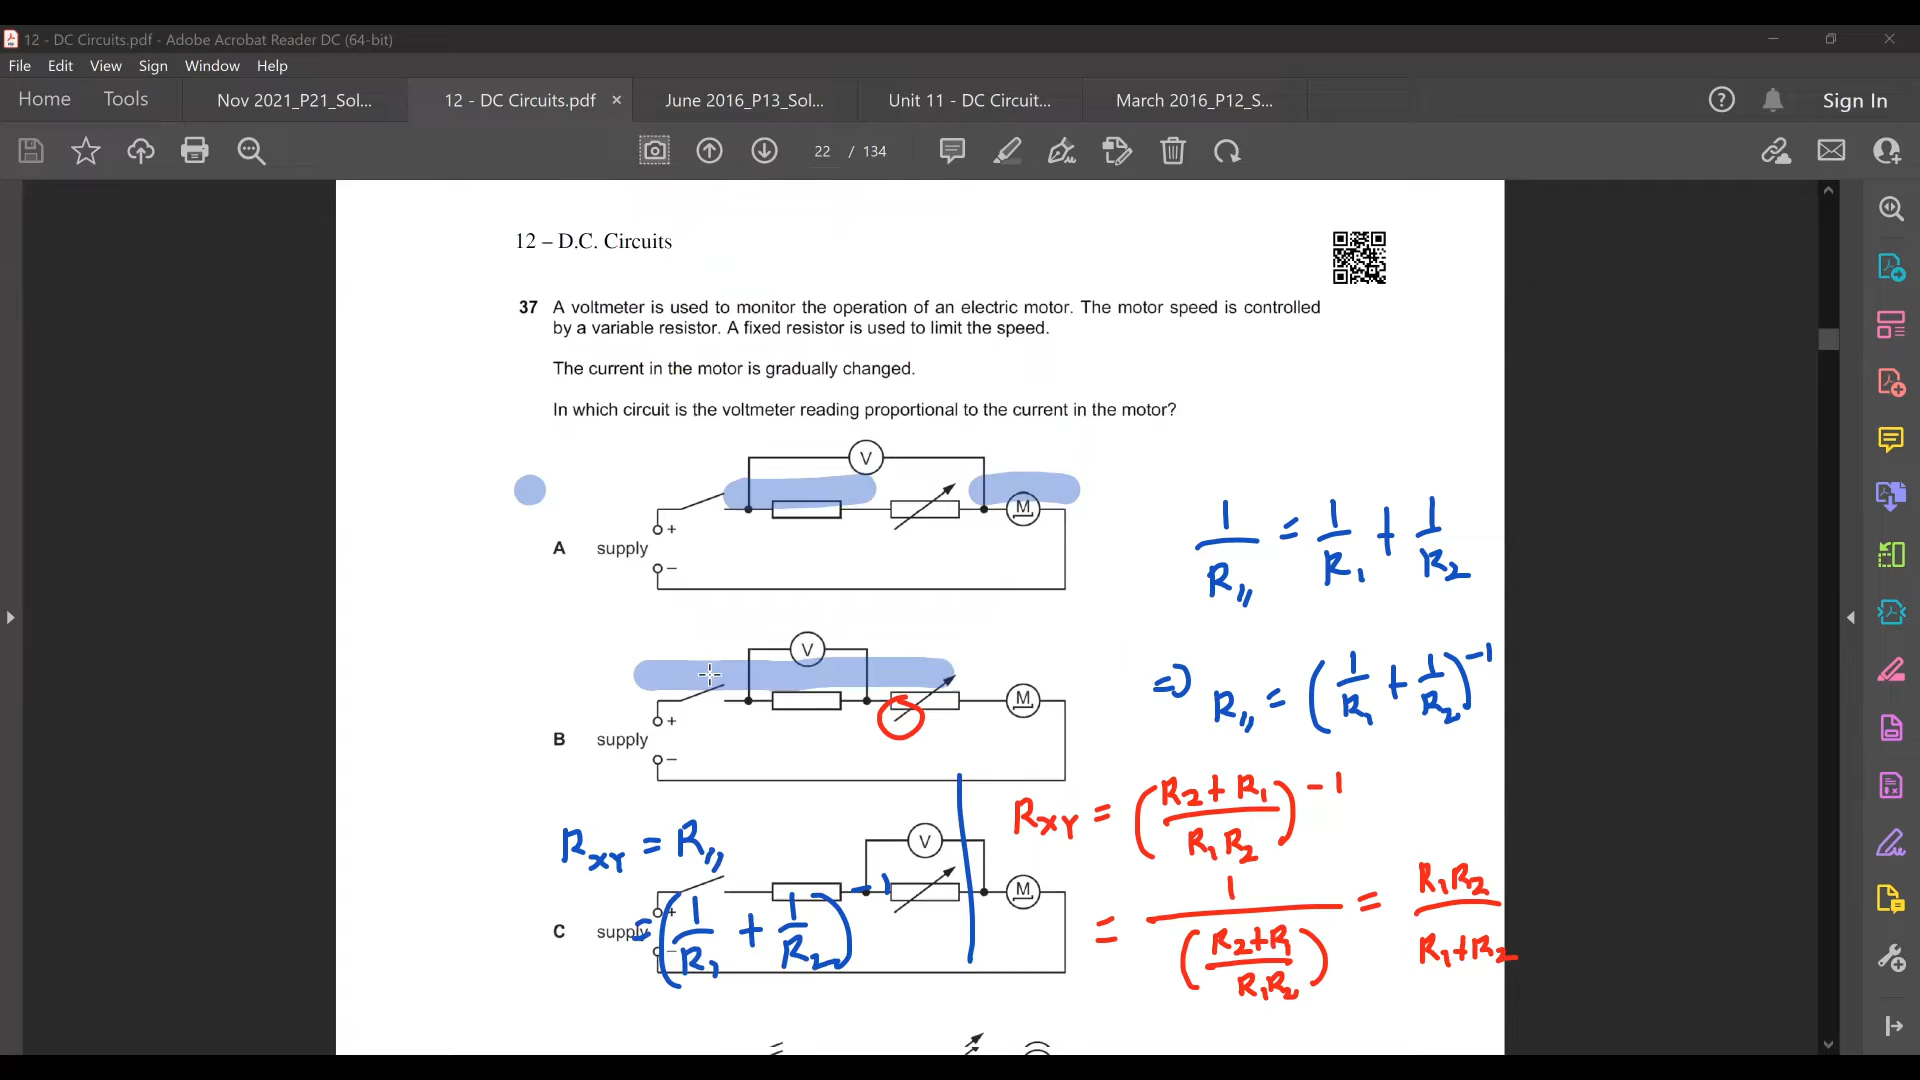 12 - DC Circuits.pdf - Adobe Acrobat Reader DC (64-bit)
File Edit View Sign Window Help
Home Tools Nov 2021_P21_Sol... 12 - DC Circuits.pdf × June 2016_P13_Sol... Unit 11 - DC Circuit... March 2016_P12_S... Sign In
22 / 134
12 – D.C. Circuits
37 A voltmeter is used to monitor the operation of an electric motor. The motor speed is controlled
by a variable resistor. A fixed resistor is used to limit the speed.
The current in the motor is gradually changed.
In which circuit is the voltmeter reading proportional to the current in the motor?
V
M
+
A supply
−
1/R// = 1/R1 + 1/R2
V
M
+
B supply
−
=> R// = (1/R1 + 1/R2)^-1
RXY = R//
= (1/R1 + 1/R2)^-1
V
M
+
C supply
−
RXY = ((R2+R1)/(R1R2))^-1
= 1/((R2+R1)/(R1R2)) = R1R2/(R1+R2)